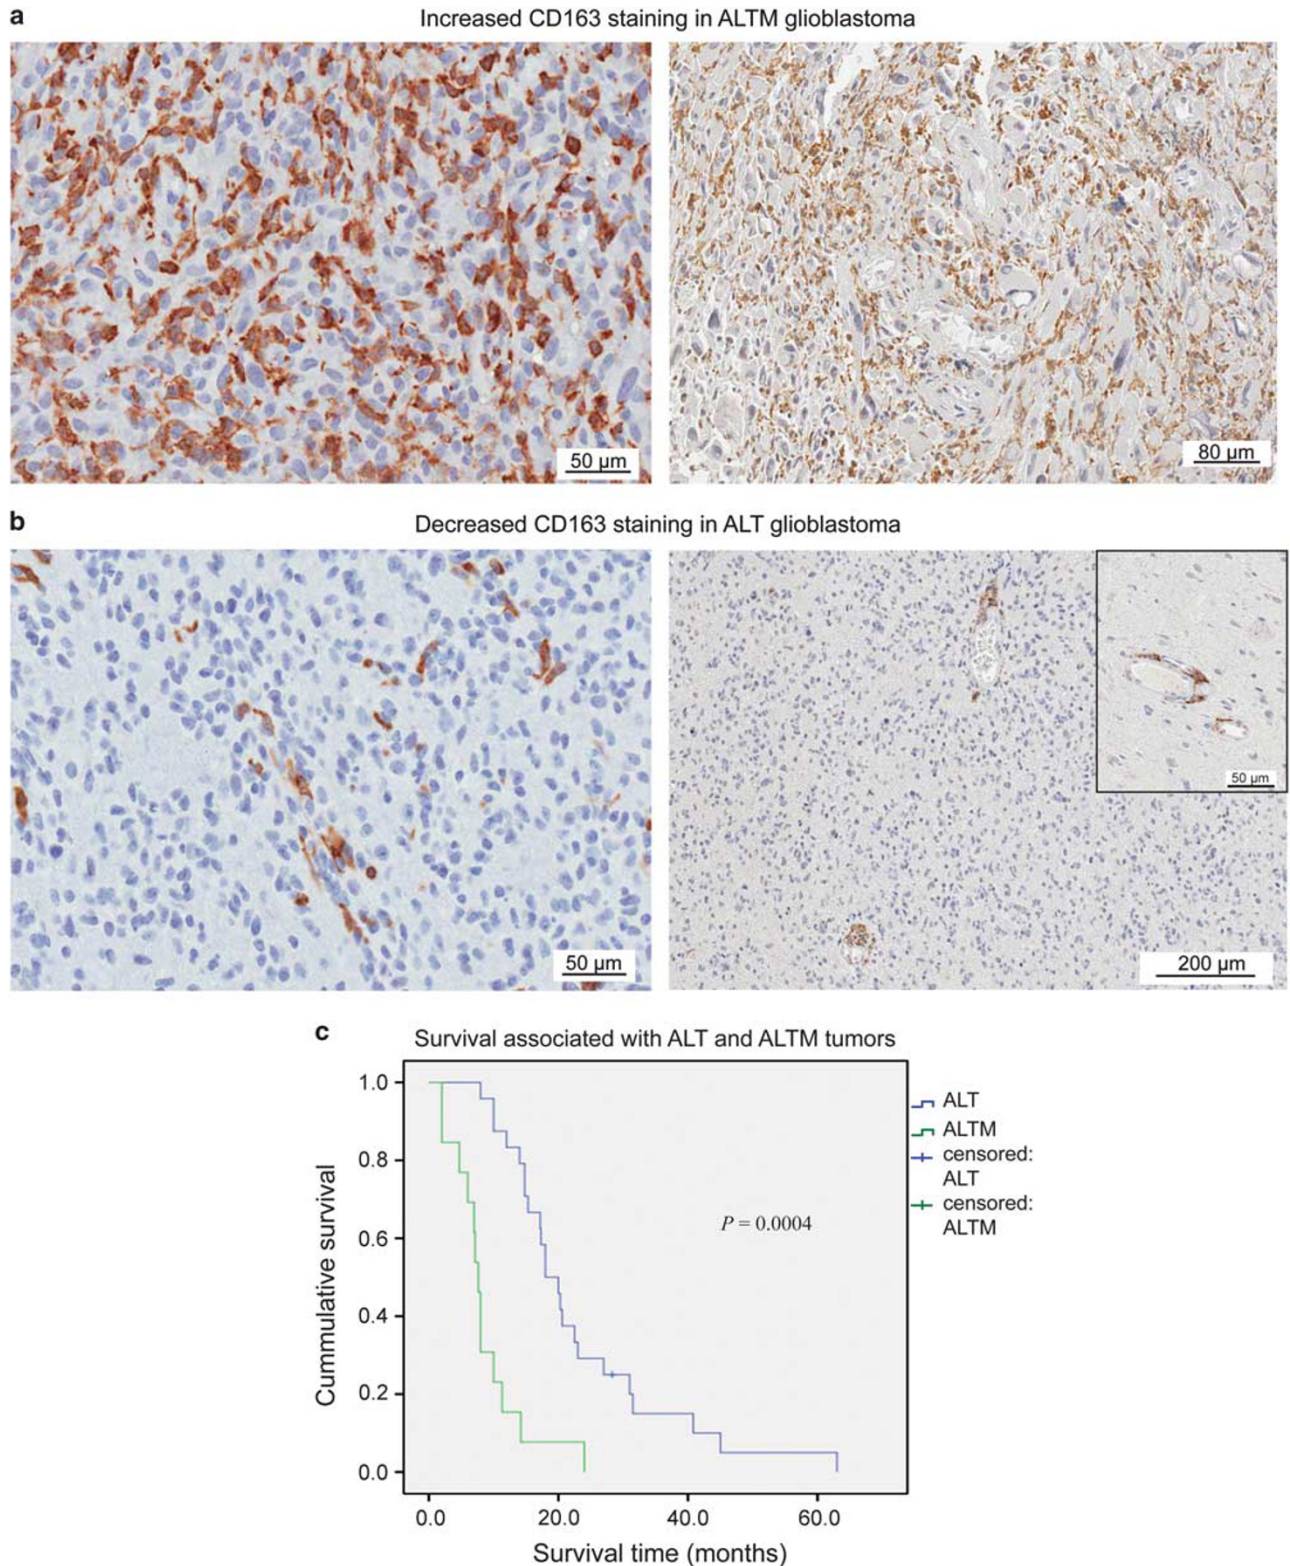 a
Increased CD163 staining in ALTM glioblastoma
50 µm
80 µm
b
Decreased CD163 staining in ALT glioblastoma
50 µm
50 µm
200 µm
c
Survival associated with ALT and ALTM tumors
Cummulative survival
1.0
0.8
0.6
0.4
0.2
0.0
P = 0.0004
ALT
ALTM
censored:
ALT
censored:
ALTM
0.0 20.0 40.0 60.0
Survival time (months)